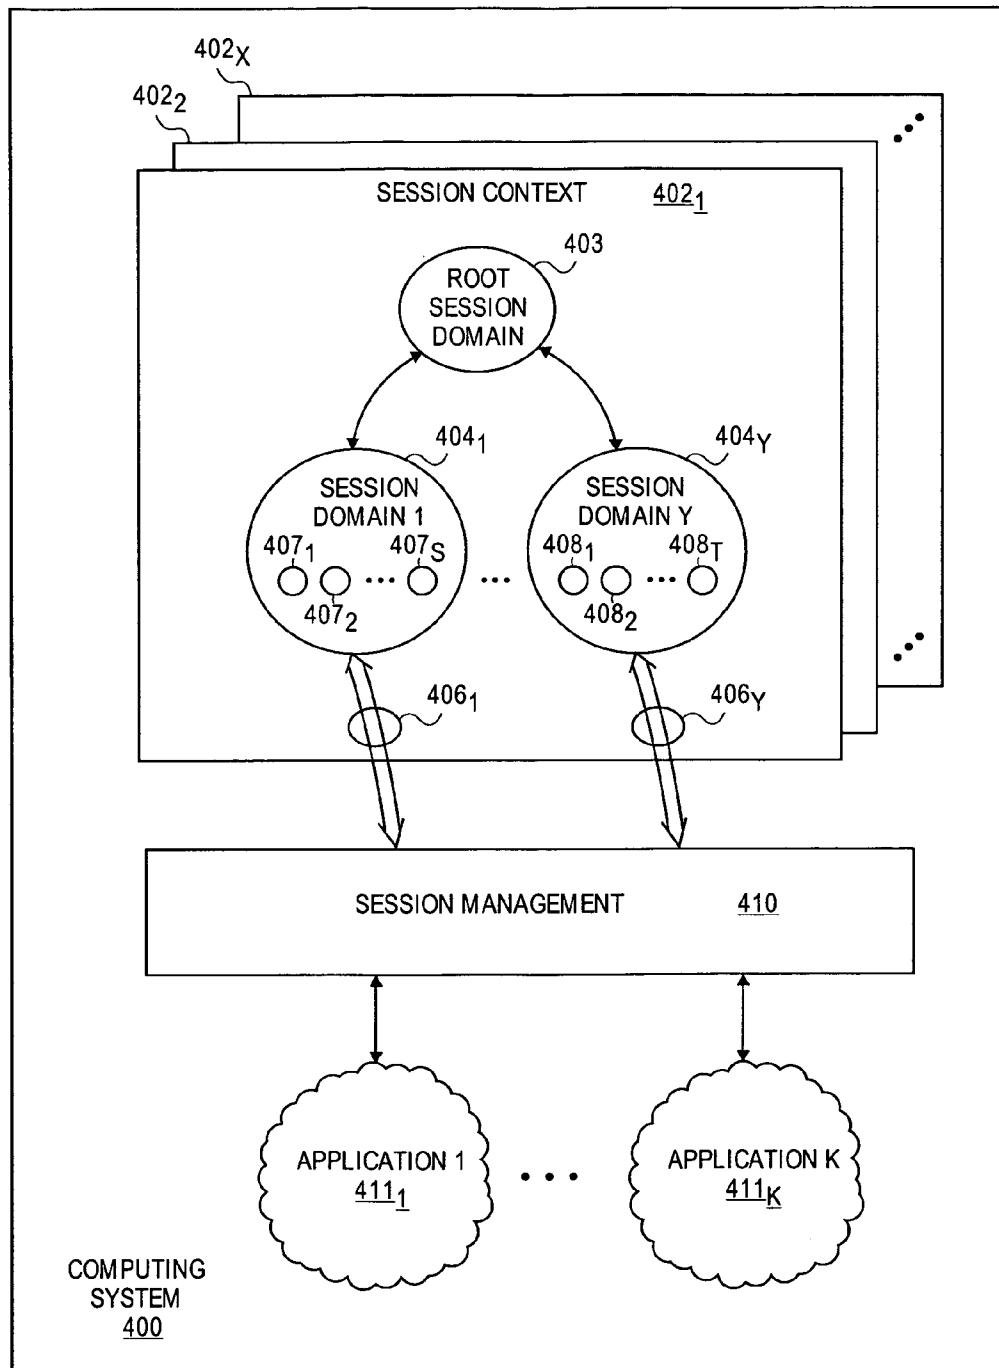 402X
4022
SESSION CONTEXT 4021
403
ROOT
SESSION
DOMAIN
4041
404Y
SESSION
DOMAIN 1
SESSION
DOMAIN Y
4071
407S
4081
408T
•••
•••
•••
4072
4082
4061
406Y
SESSION MANAGEMENT 410
APPLICATION 1
4111
• • •
APPLICATION K
411K
COMPUTING
SYSTEM
400